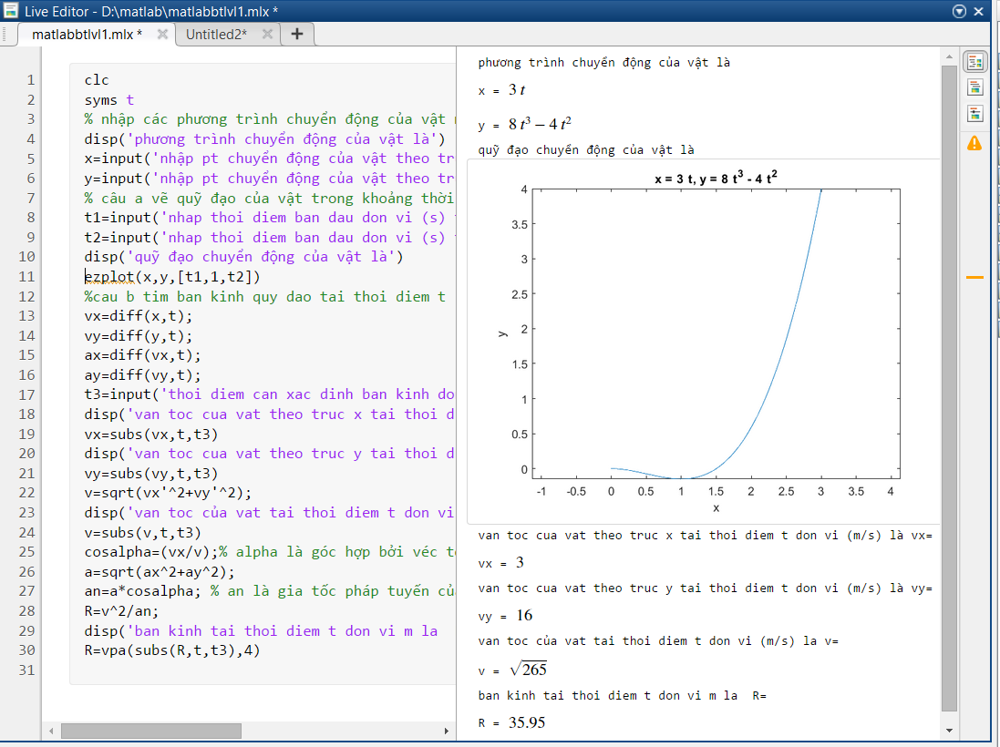 Live Editor - D:\matlab\matlabbtlvl1.mlx *
matlabbtlvl1.mlx *
Untitled2*
1 clc
2 syms t
3 % nhập các phương trình chuyển động của vật
4 disp('phương trình chuyển động của vật là')
5 x=input('nhập pt chuyển động của vật theo tr
6 y=input('nhập pt chuyển động của vật theo tr
7 % câu a vẽ quỹ đạo của vật trong khoảng thời
8 t1=input('nhap thoi diem ban dau don vi (s)
9 t2=input('nhap thoi diem ban dau don vi (s)
10 disp('quỹ đạo chuyển động của vật là')
11 ezplot(x,y,[t1,1,t2])
12 %cau b tim ban kinh quy dao tai thoi diem t
13 vx=diff(x,t);
14 vy=diff(y,t);
15 ax=diff(vx,t);
16 ay=diff(vy,t);
17 t3=input('thoi diem can xac dinh ban kinh do
18 disp('van toc cua vat theo truc x tai thoi d
19 vx=subs(vx,t,t3)
20 disp('van toc cua vat theo truc y tai thoi d
21 vy=subs(vy,t,t3)
22 v=sqrt(vx'^2+vy'^2);
23 disp('van toc của vat tai thoi diem t don vi
24 v=subs(v,t,t3)
25 cosalpha=(vx/v);% alpha là góc hợp bởi véc t
26 a=sqrt(ax^2+ay^2);
27 an=a*cosalpha; % an là gia tốc pháp tuyến củ
28 R=v^2/an;
29 disp('ban kinh tai thoi diem t don vi m la
30 R=vpa(subs(R,t,t3),4)
31
phương trình chuyển động của vật là
x = 3 t
y = 8 t³ − 4 t²
quỹ đạo chuyển động của vật là
x = 3 t, y = 8 t³ - 4 t²
4
3.5
3
2.5
2
1.5
1
0.5
0
y
-1 -0.5 0 0.5 1 1.5 2 2.5 3 3.5 4
x
van toc cua vat theo truc x tai thoi diem t don vi (m/s) là vx=
vx = 3
van toc cua vat theo truc y tai thoi diem t don vi (m/s) là vy=
vy = 16
van toc của vat tai thoi diem t don vi (m/s) la v=
v = √265
ban kinh tai thoi diem t don vi m la R=
R = 35.95